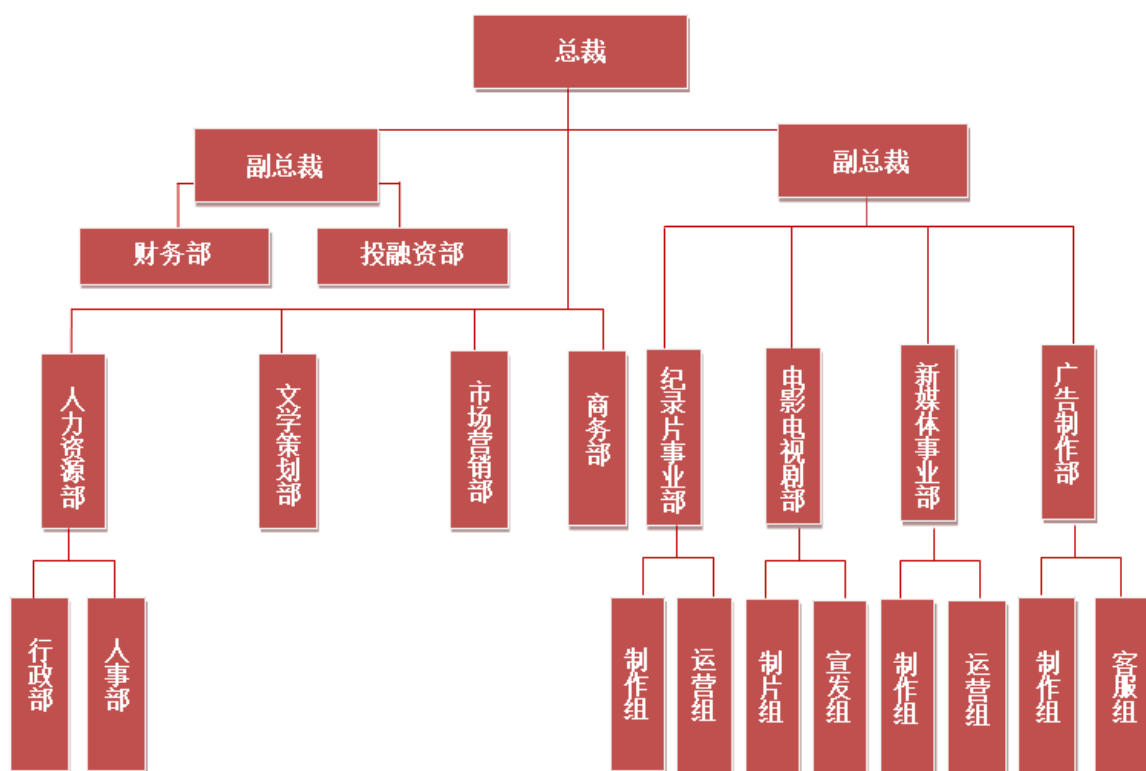 总裁
副总裁
副总裁
财务部
投融资部
人力资源部
文学策划部
市场营销部
商务部
纪录片事业部
电影电视剧部
新媒体事业部
广告制作部
行政部
人事部
制作组
运营组
制片组
宣发组
制作组
运营组
制作组
客服组